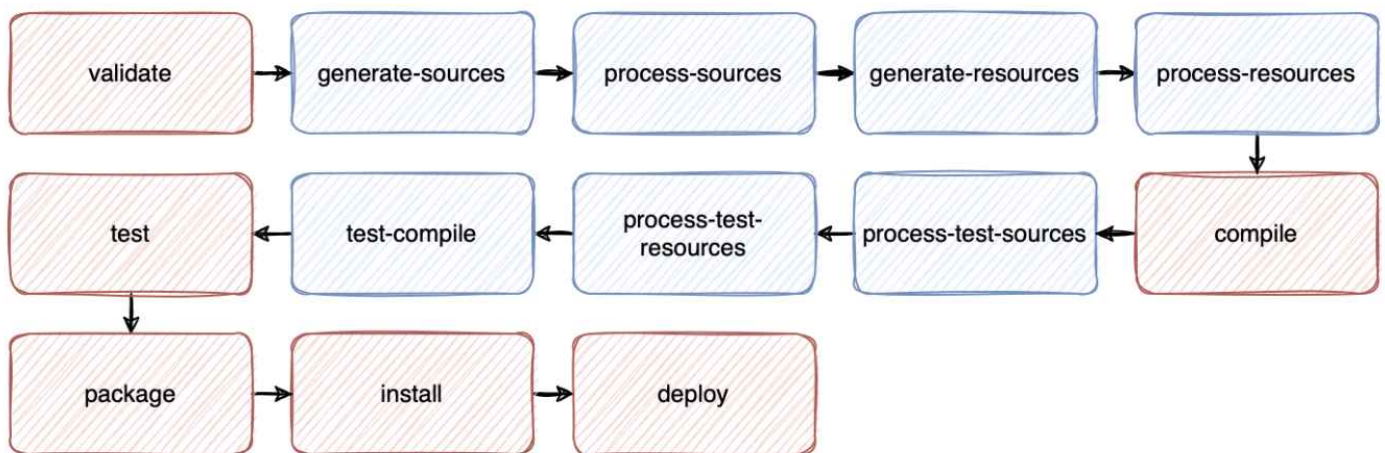 validate
generate-sources
process-sources
generate-resources
process-resources
compile
process-test-sources
process-test-
resources
test-compile
test
package
install
deploy